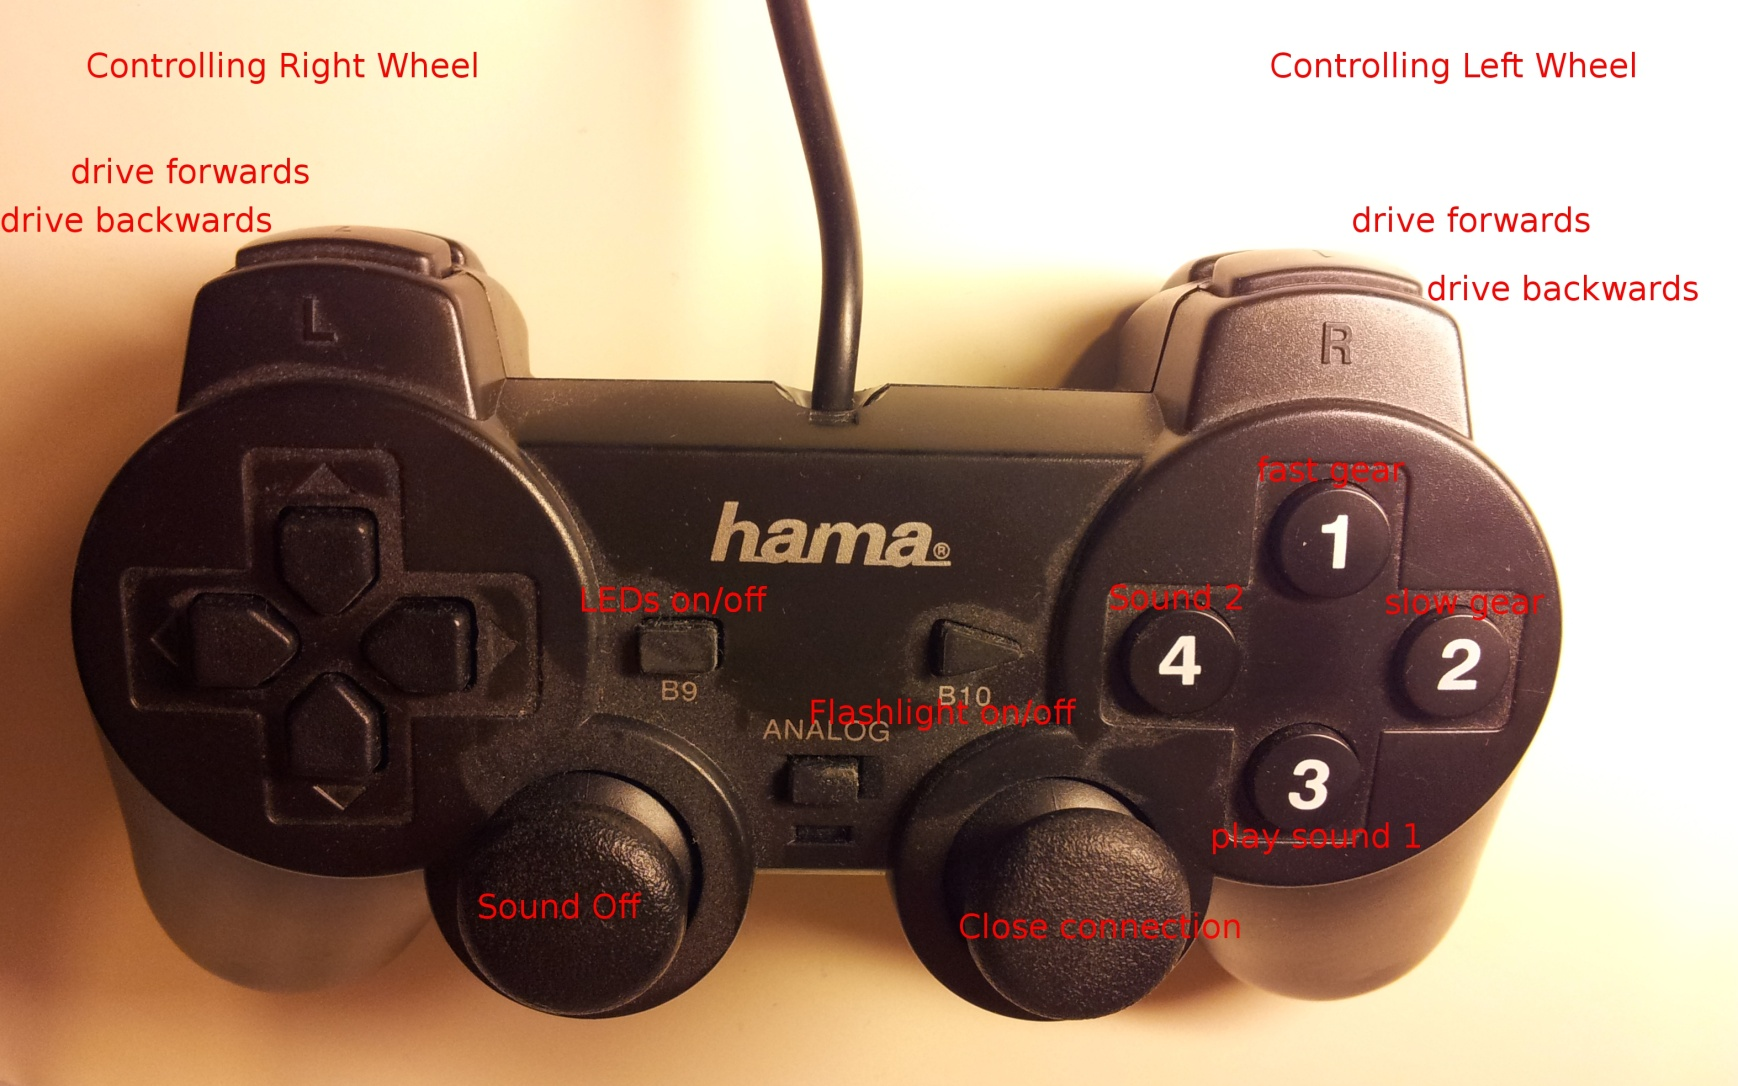 Controlling Right Wheel
Controlling Left Wheel
drive forwards
drive backwards
drive forwards
drive backwards
L
R
fast gear
1
hama®
LEDs on/off
Sound 2
slow gear
4
2
B9
B10
Flashlight on/off
ANALOG
3
play sound 1
Sound Off
Close connection